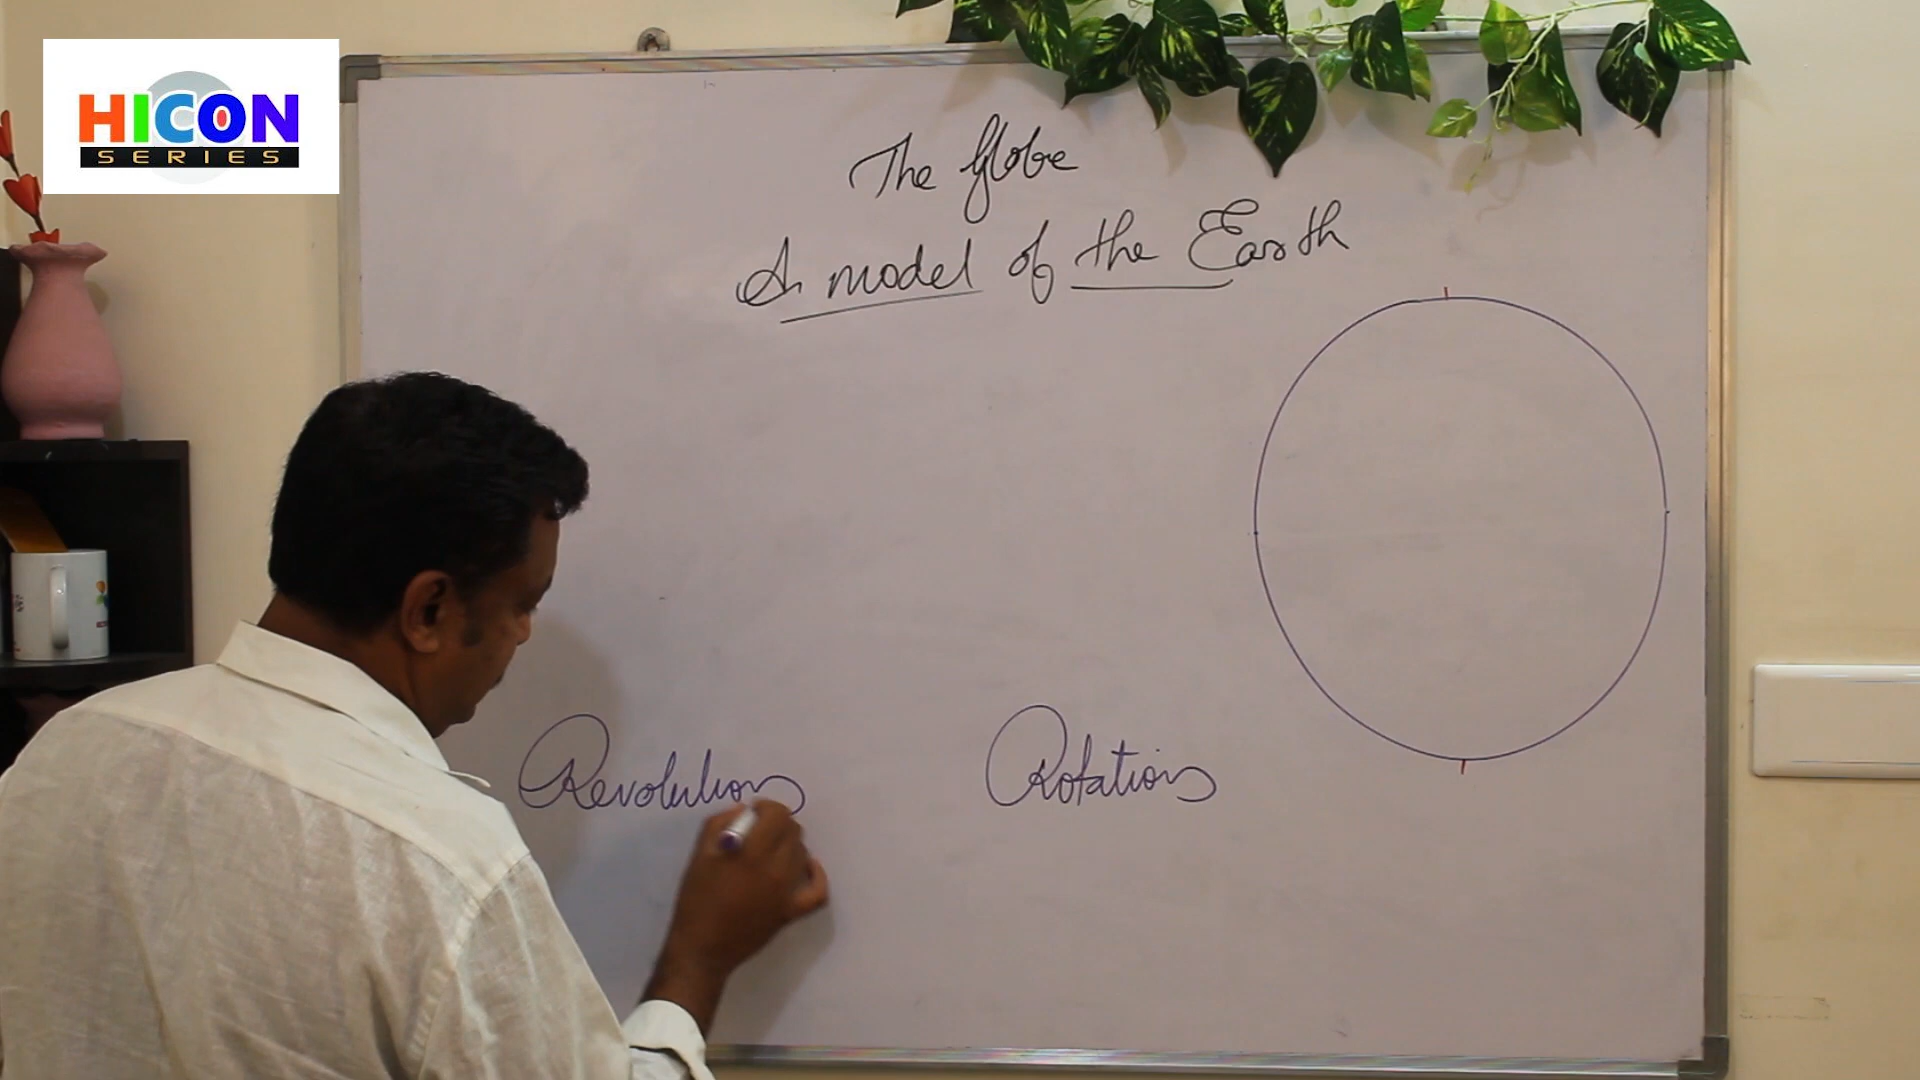 HICON
SERIES
The Globe
A model of the Earth
Revolution Rotation